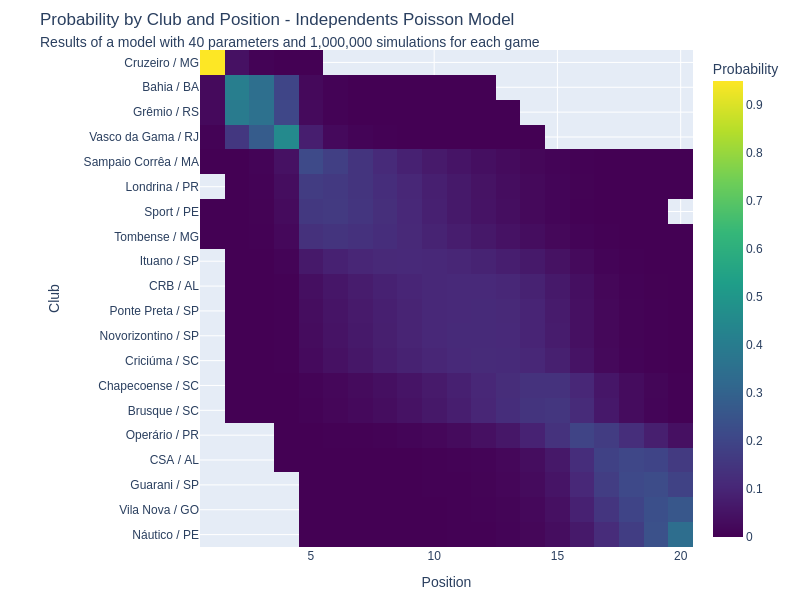 Probability by Club and Position - Independents Poisson Model
Results of a model with 40 parameters and 1,000,000 simulations for each game
Probability
Club
Cruzeiro / MG
Bahia / BA
Grêmio / RS
Vasco da Gama / RJ
Sampaio Corrêa / MA
Londrina / PR
Sport / PE
Tombense / MG
Ituano / SP
CRB / AL
Ponte Preta / SP
Novorizontino / SP
Criciúma / SC
Chapecoense / SC
Brusque / SC
Operário / PR
CSA / AL
Guarani / SP
Vila Nova / GO
Náutico / PE
5
10
15
20
Position
0.9
0.8
0.7
0.6
0.5
0.4
0.3
0.2
0.1
0